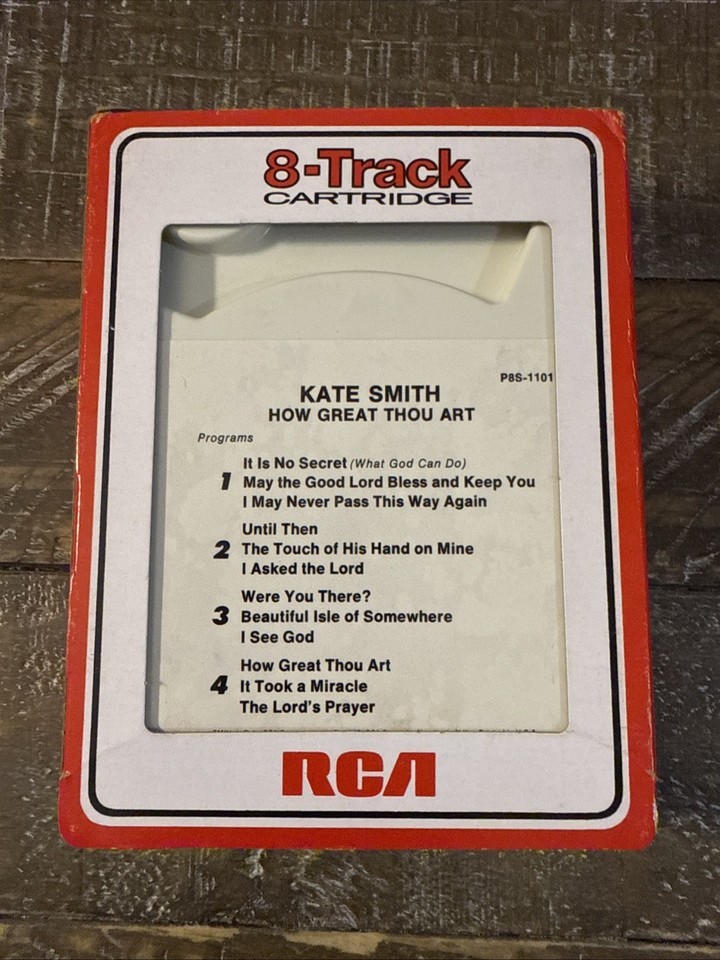 8-Track
CARTRIDGE
P8S-1101
KATE SMITH
HOW GREAT THOU ART
Programs
It Is No Secret (What God Can Do)
1 May the Good Lord Bless and Keep You
I May Never Pass This Way Again
Until Then
2 The Touch of His Hand on Mine
I Asked the Lord
Were You There?
3 Beautiful Isle of Somewhere
I See God
How Great Thou Art
4 It Took a Miracle
The Lord's Prayer
RCA